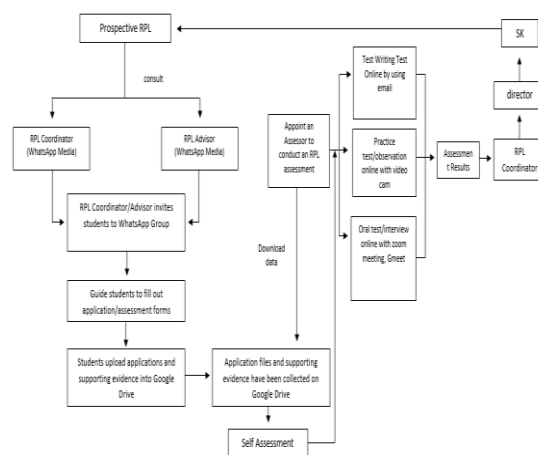 Prospective RPL
consult
RPL Coordinator
(WhatsApp Media)
RPL Advisor
(WhatsApp Media)
RPL Coordinator/Advisor invites
students to WhatsApp Group
Guide students to fill out
application/assessment forms
Students upload applications and
supporting evidence into Google
Drive
Application files and supporting
evidence have been collected on
Google Drive
Self Assessment
Appoint an
Assessor to
conduct an RPL
assessment
Download
data
Test Writing Test
Online by using
email
Practice
test/observation
online with video
cam
Oral test/interview
online with zoom
meeting, Gmeet
Assessmen
t Results
RPL
Coordinator
director
SK